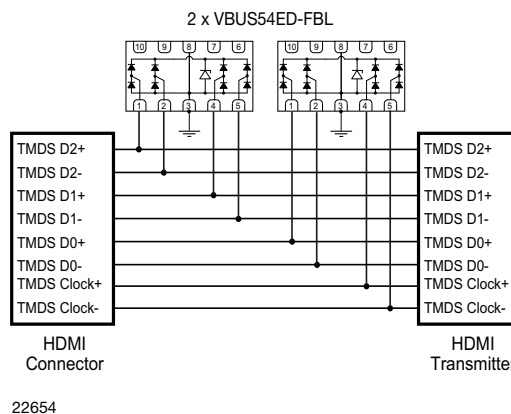 2 x VBUS54ED-FBL
10 9 8 7 6
10 9 8 7 6
1 2 3 4 5
1 2 3 4 5
TMDS D2+
TMDS D2-
TMDS D1+
TMDS D1-
TMDS D0+
TMDS D0-
TMDS Clock+
TMDS Clock-
HDMI
Connector
TMDS D2+
TMDS D2-
TMDS D1+
TMDS D1-
TMDS D0+
TMDS D0-
TMDS Clock+
TMDS Clock-
HDMI
Transmitter
22654